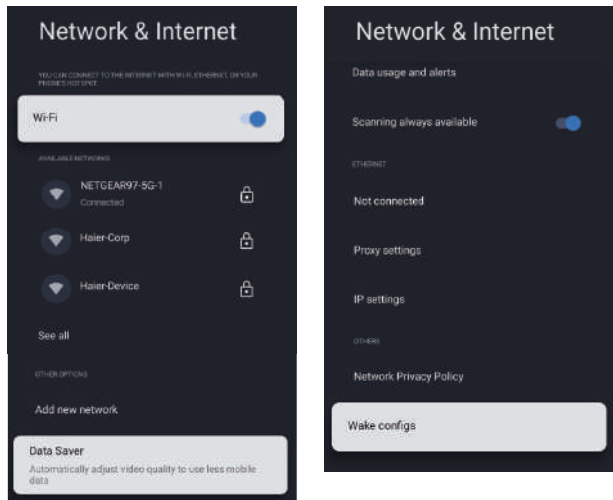 Network & Internet
YOU CAN CONNECT TO THE INTERNET WITH WI-FI, ETHERNET, OR YOUR
PHONE'S HOTSPOT.
Wi-Fi
AVAILABLE NETWORKS
NETGEAR97-5G-1
Connected
Haier-Corp
Haier-Device
See all
OTHER OPTIONS
Add new network
Data Saver
Automatically adjust video quality to use less mobile
data
Network & Internet
Data usage and alerts
Scanning always available
ETHERNET
Not connected
Proxy settings
IP settings
OTHERS
Network Privacy Policy
Wake configs